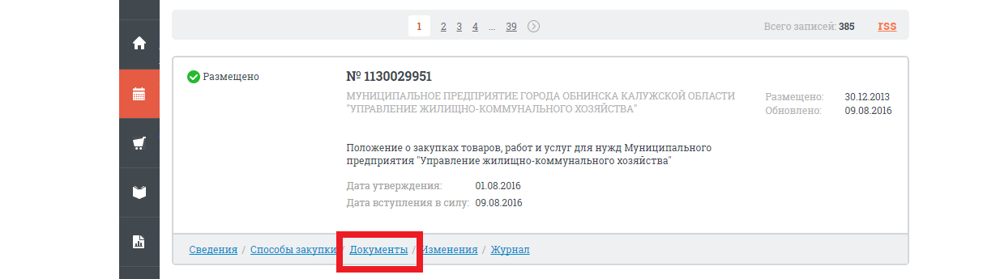 1 2 3 4 ... 39
Всего записей: 385 rss
Размещено
№ 1130029951
МУНИЦИПАЛЬНОЕ ПРЕДПРИЯТИЕ ГОРОДА ОБНИНСКА КАЛУЖСКОЙ ОБЛАСТИ
"УПРАВЛЕНИЕ ЖИЛИЩНО-КОММУНАЛЬНОГО ХОЗЯЙСТВА"
Размещено: 30.12.2013
Обновлено: 09.08.2016
Положение о закупках товаров, работ и услуг для нужд Муниципального
предприятия "Управление жилищно-коммунального хозяйства"
Дата утверждения: 01.08.2016
Дата вступления в силу: 09.08.2016
Сведения / Способы закупки / Документы / Изменения / Журнал